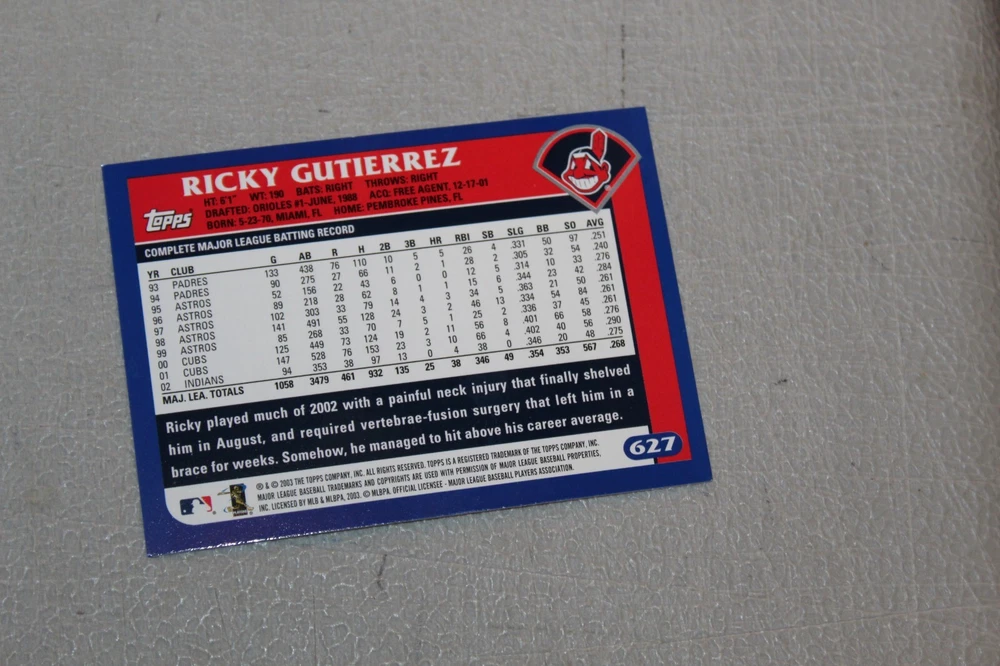 RICKY GUTIERREZ
HT: 6'1" WT: 190 BATS: RIGHT THROWS: RIGHT
DRAFTED: ORIOLES #1-JUNE, 1988 ACQ: FREE AGENT, 12-17-01
BORN: 5-23-70, MIAMI, FL HOME: PEMBROKE PINES, FL
Topps
COMPLETE MAJOR LEAGUE BATTING RECORD
YR CLUB G AB R H 2B 3B HR RBI SB SLG BB SO AVG
93 PADRES 133 438 76 110 10 5 5 26 4 .331 50 97 .251
94 PADRES 90 275 27 66 11 2 1 28 2 .305 32 54 .240
95 ASTROS 52 156 22 43 6 0 0 12 5 .314 10 33 .276
96 ASTROS 89 218 28 62 8 1 1 15 6 .344 23 42 .284
97 ASTROS 102 303 33 79 14 4 3 34 5 .363 21 50 .261
98 ASTROS 141 491 55 128 24 3 2 46 13 .334 54 84 .261
99 ASTROS 85 268 33 70 7 5 1 25 2 .336 37 45 .261
00 CUBS 125 449 73 124 19 2 11 56 8 .401 66 58 .276
01 CUBS 147 528 76 153 23 3 10 66 4 .402 40 56 .290
02 INDIANS 94 353 38 97 13 0 4 38 0 .346 20 48 .275
MAJ. LEA. TOTALS 1058 3479 461 932 135 25 38 346 49 .354 353 567 .268
Ricky played much of 2002 with a painful neck injury that finally shelved
him in August, and required vertebrae-fusion surgery that left him in a
brace for weeks. Somehow, he managed to hit above his career average.
627
® & © 2003 THE TOPPS COMPANY, INC. ALL RIGHTS RESERVED. TOPPS IS A REGISTERED TRADEMARK OF THE TOPPS COMPANY, INC.
MAJOR LEAGUE BASEBALL TRADEMARKS AND COPYRIGHTS ARE USED WITH PERMISSION OF MAJOR LEAGUE BASEBALL PROPERTIES,
INC. LICENSED BY MLB & MLBPA, 2003. © MLBPA. OFFICIAL LICENSEE - MAJOR LEAGUE BASEBALL PLAYERS ASSOCIATION.